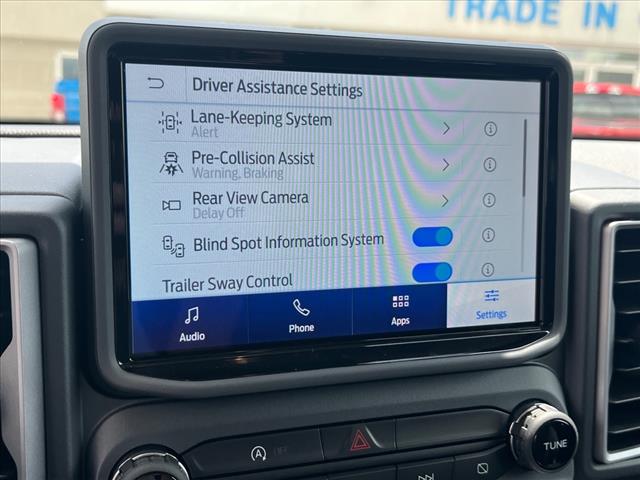 TRADE IN
Driver Assistance Settings
Lane-Keeping System
Alert
Pre-Collision Assist
Warning, Braking
Rear View Camera
Delay Off
Blind Spot Information System
Trailer Sway Control
Audio
Phone
Apps
Settings
A OFF
TUNE